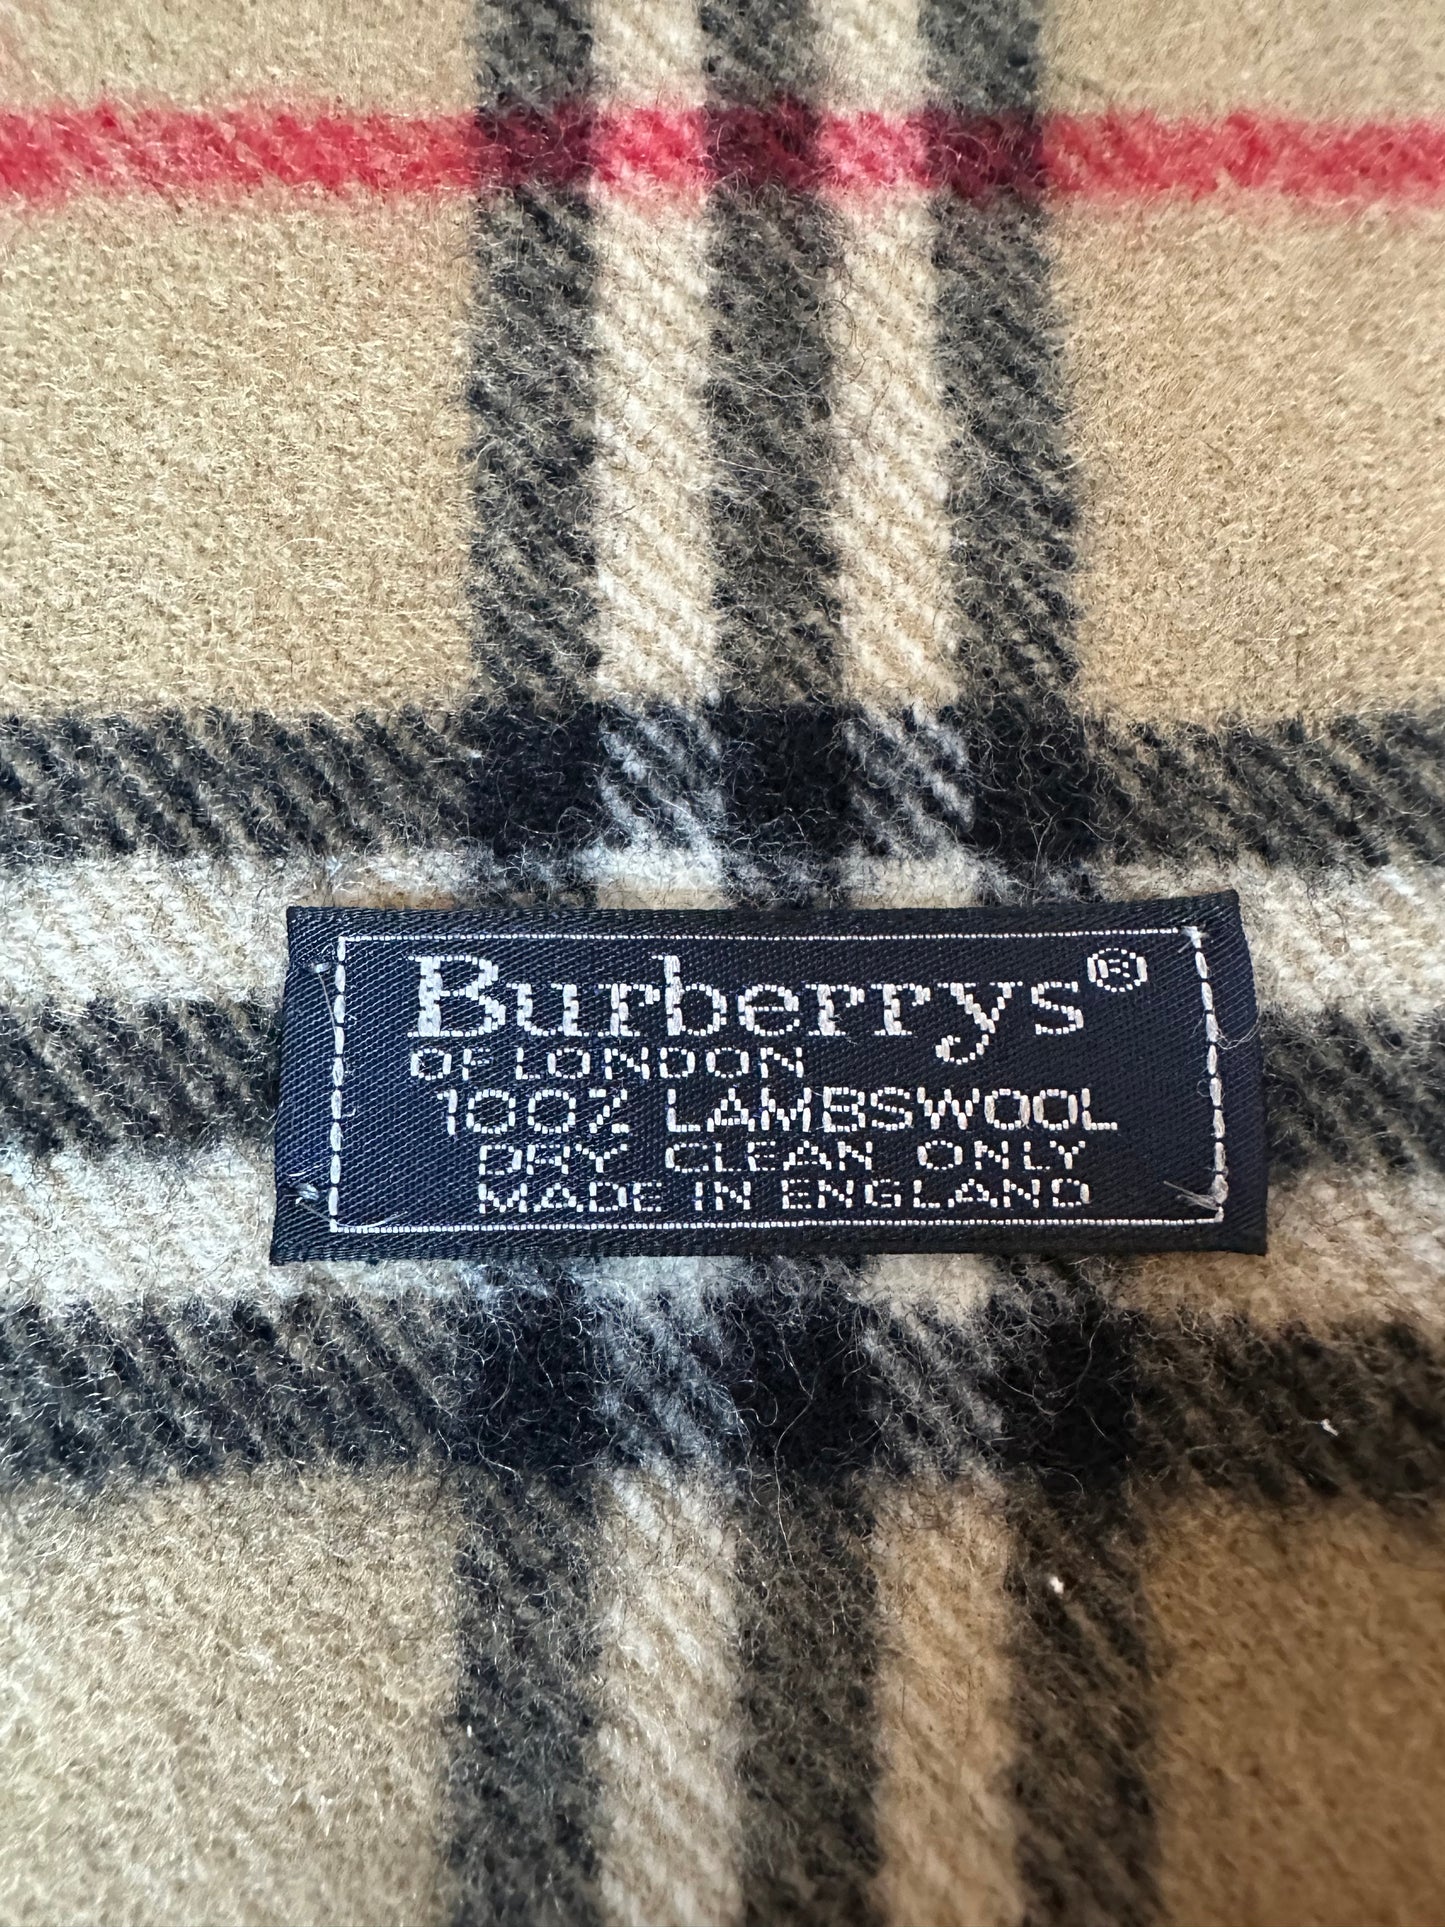 Burberrys®
OF LONDON
100% LAMBSWOOL
DRY CLEAN ONLY
MADE IN ENGLAND